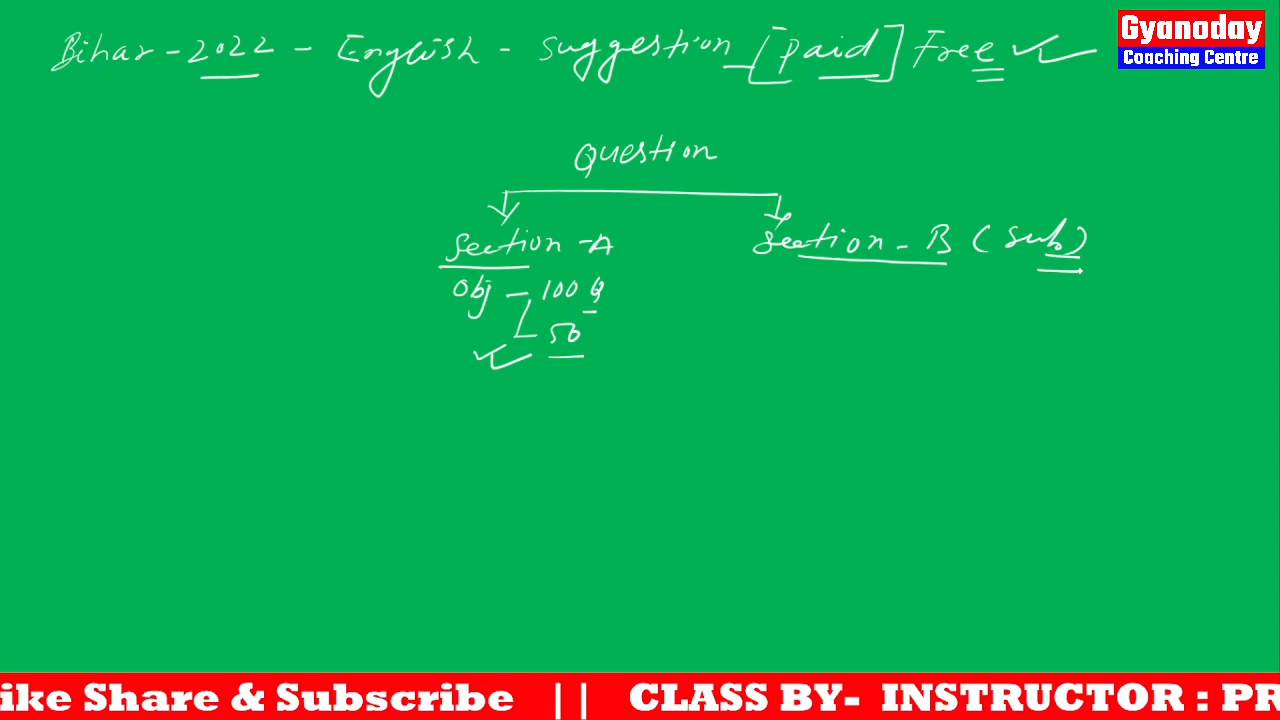 Bihar - 2022 - English - suggestion [paid] Free
Gyanoday
Coaching Centre
Question
Section - A
Section - B (Sub)
Obj - 100 Q
50
ike Share & Subscribe || CLASS BY- INSTRUCTOR : PR